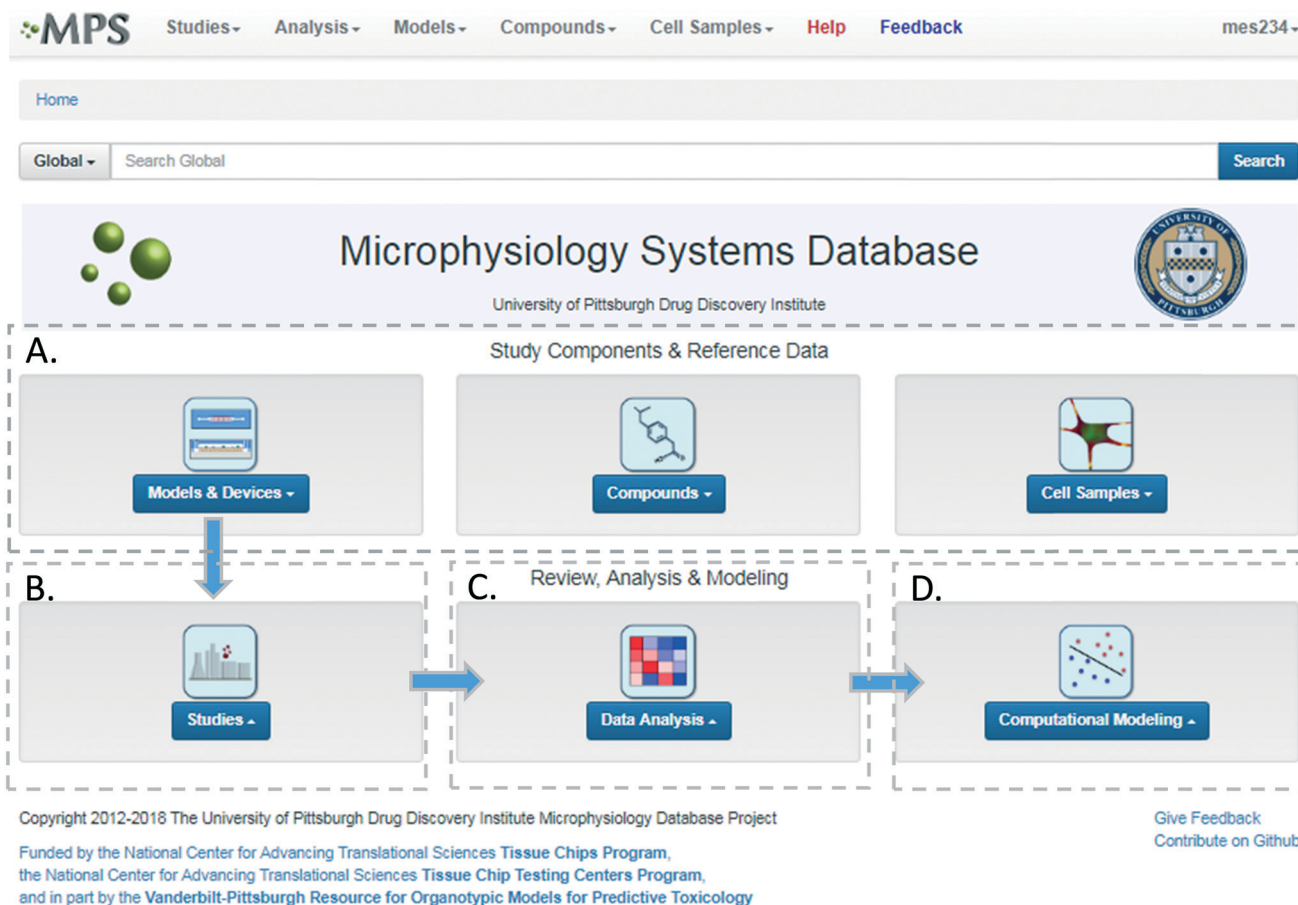 MPS Studies Analysis Models Compounds Cell Samples Help Feedback mes234
Home
Global Search Global Search
Microphysiology Systems Database
University of Pittsburgh Drug Discovery Institute
UNIVERSITY OF PITTSBURGH
A.
Study Components & Reference Data
Models & Devices Compounds Cell Samples
B. C. Review, Analysis & Modeling D.
Studies Data Analysis Computational Modeling
Copyright 2012-2018 The University of Pittsburgh Drug Discovery Institute Microphysiology Database Project
Give Feedback
Contribute on Github
Funded by the National Center for Advancing Translational Sciences Tissue Chips Program,
the National Center for Advancing Translational Sciences Tissue Chip Testing Centers Program,
and in part by the Vanderbilt-Pittsburgh Resource for Organotypic Models for Predictive Toxicology